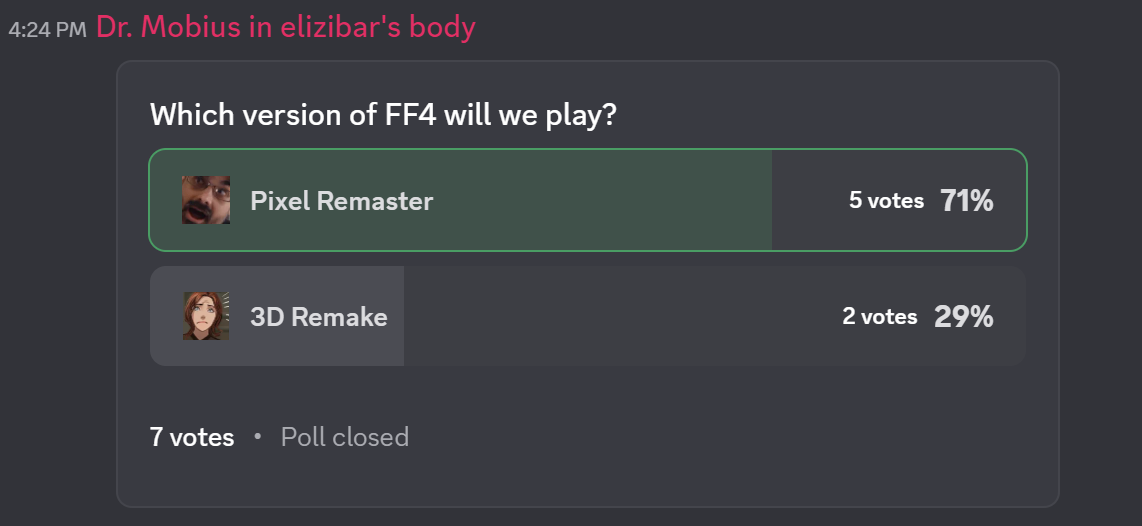 4:24 PM Dr. Mobius in elizibar's body
Which version of FF4 will we play?
Pixel Remaster 5 votes 71%
3D Remake 2 votes 29%
7 votes • Poll closed